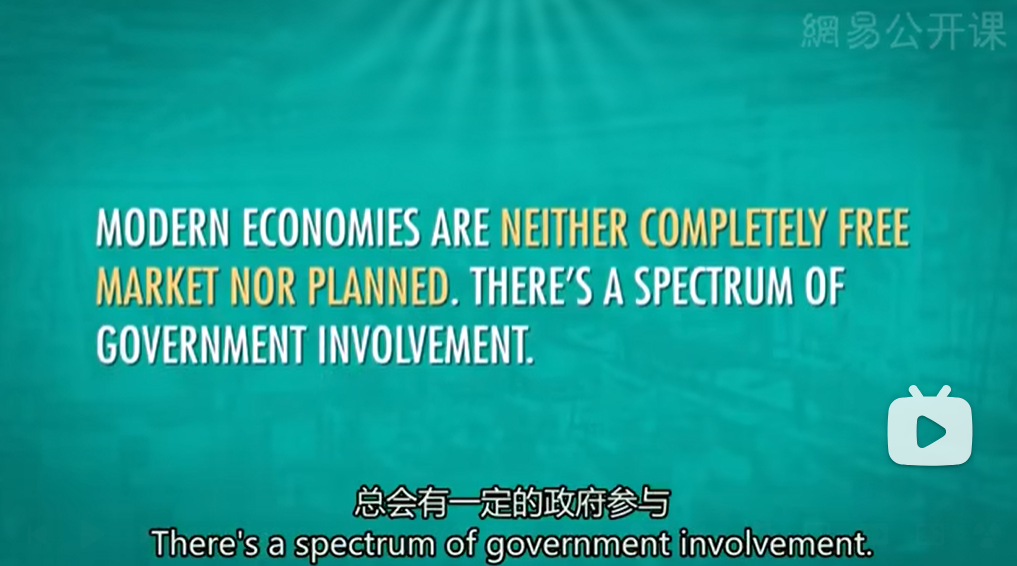 網易公开课
MODERN ECONOMIES ARE NEITHER COMPLETELY FREE
MARKET NOR PLANNED. THERE'S A SPECTRUM OF
GOVERNMENT INVOLVEMENT.
总会有一定的政府参与
There's a spectrum of government involvement.